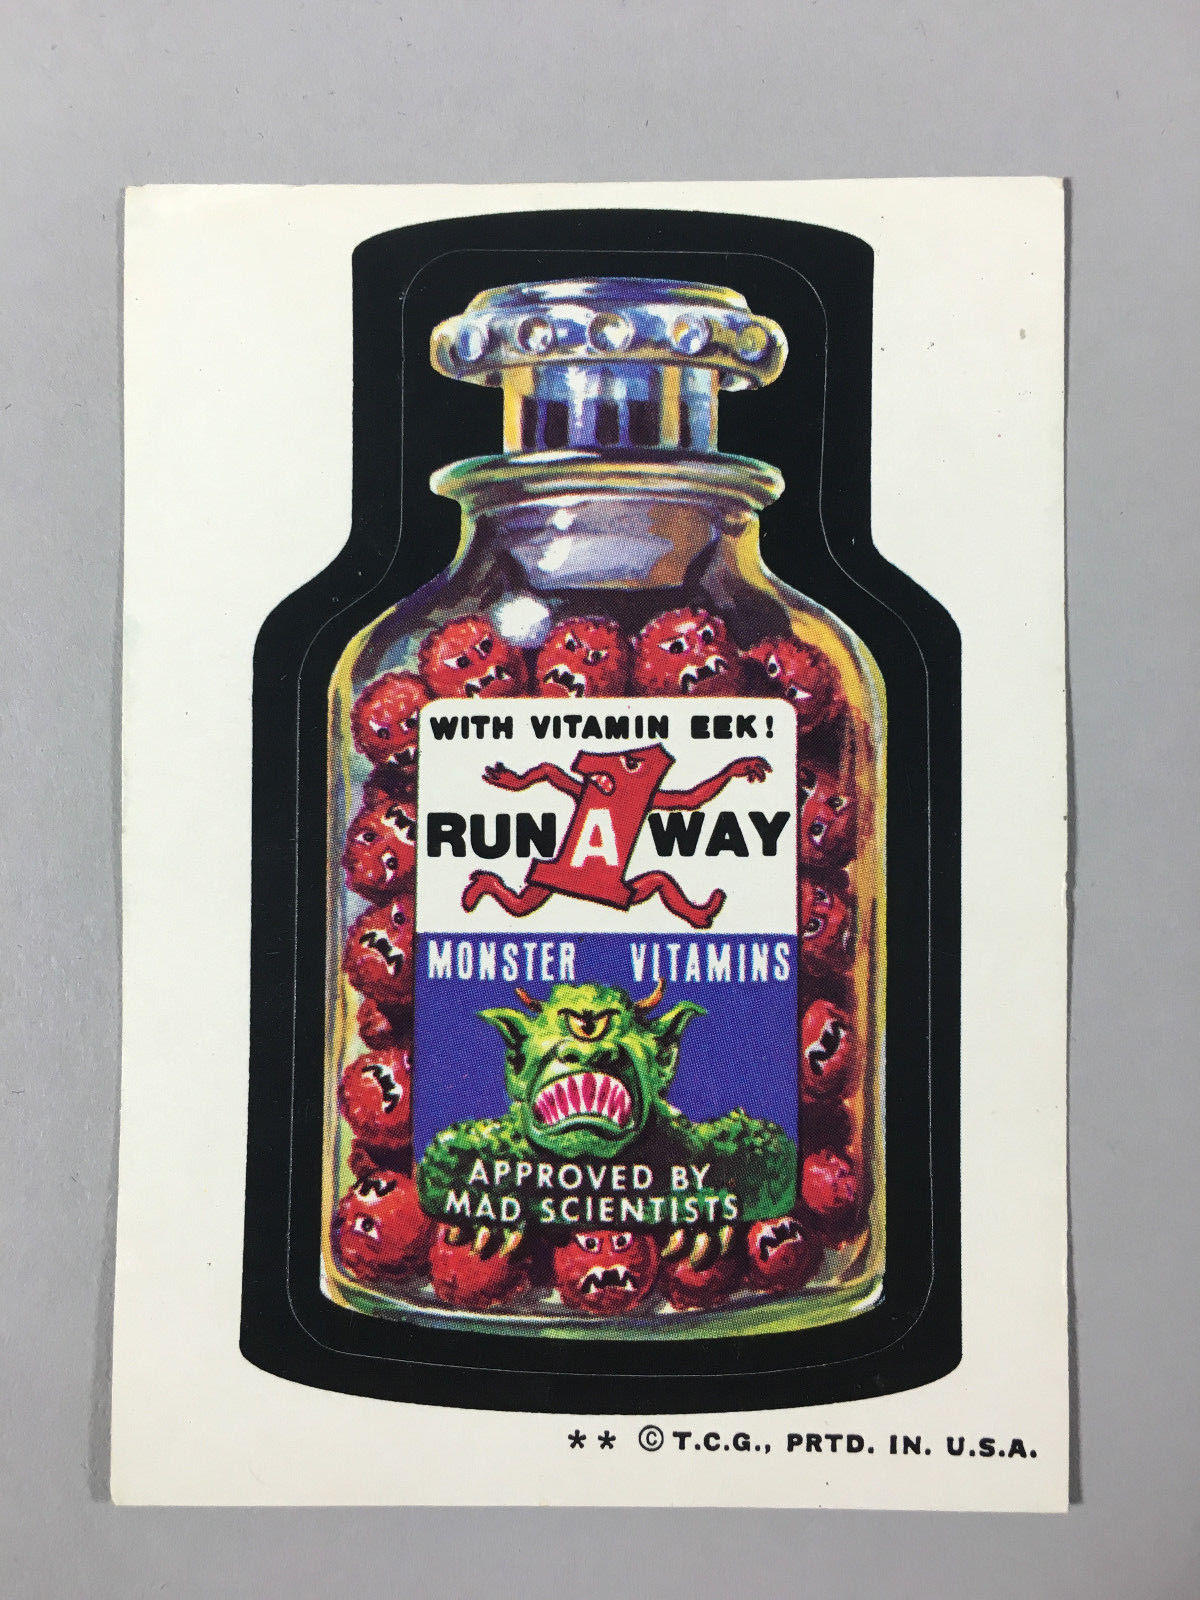 WITH VITAMIN EEK!
RUN A WAY
MONSTER VITAMINS
APPROVED BY
MAD SCIENTISTS
** © T.C.G., PRTD. IN. U.S.A.